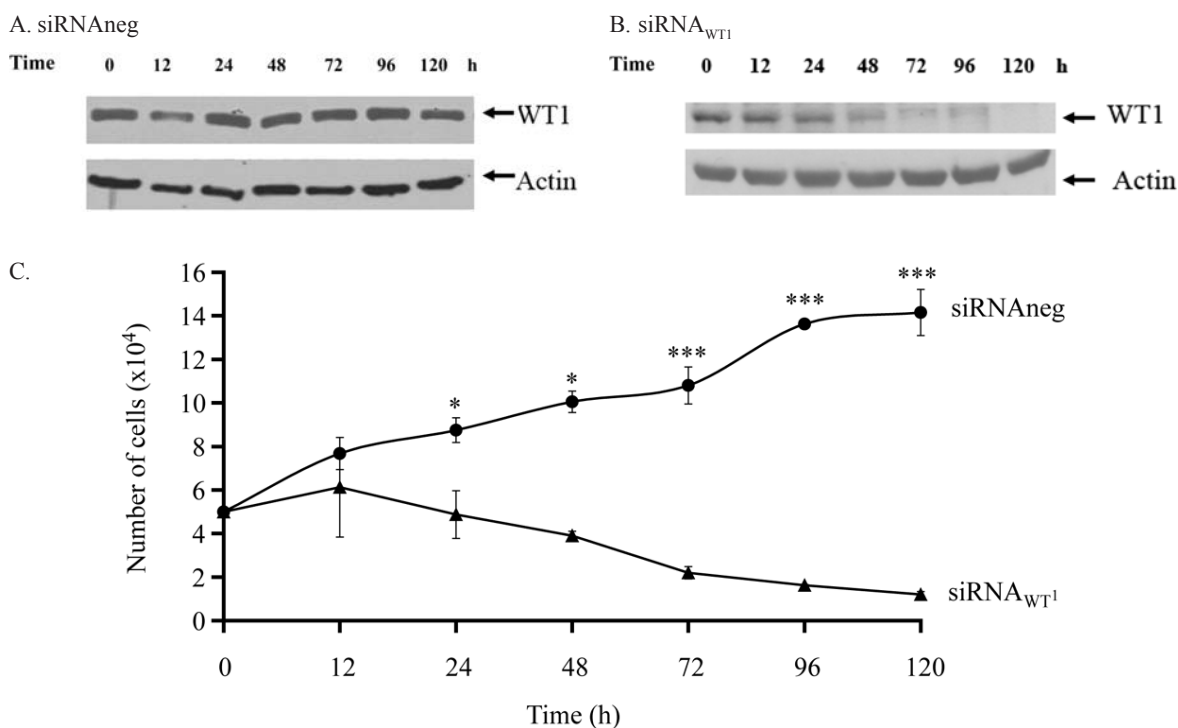 A. siRNAneg
Time 0 12 24 48 72 96 120 h
WT1
Actin
B. siRNA_WT1
Time 0 12 24 48 72 96 120 h
WT1
Actin
C.
Number of cells (x10⁴)
16
14
12
10
8
6
4
2
0
* * *** *** ***
siRNAneg
siRNA_WT¹
0 12 24 48 72 96 120
Time (h)